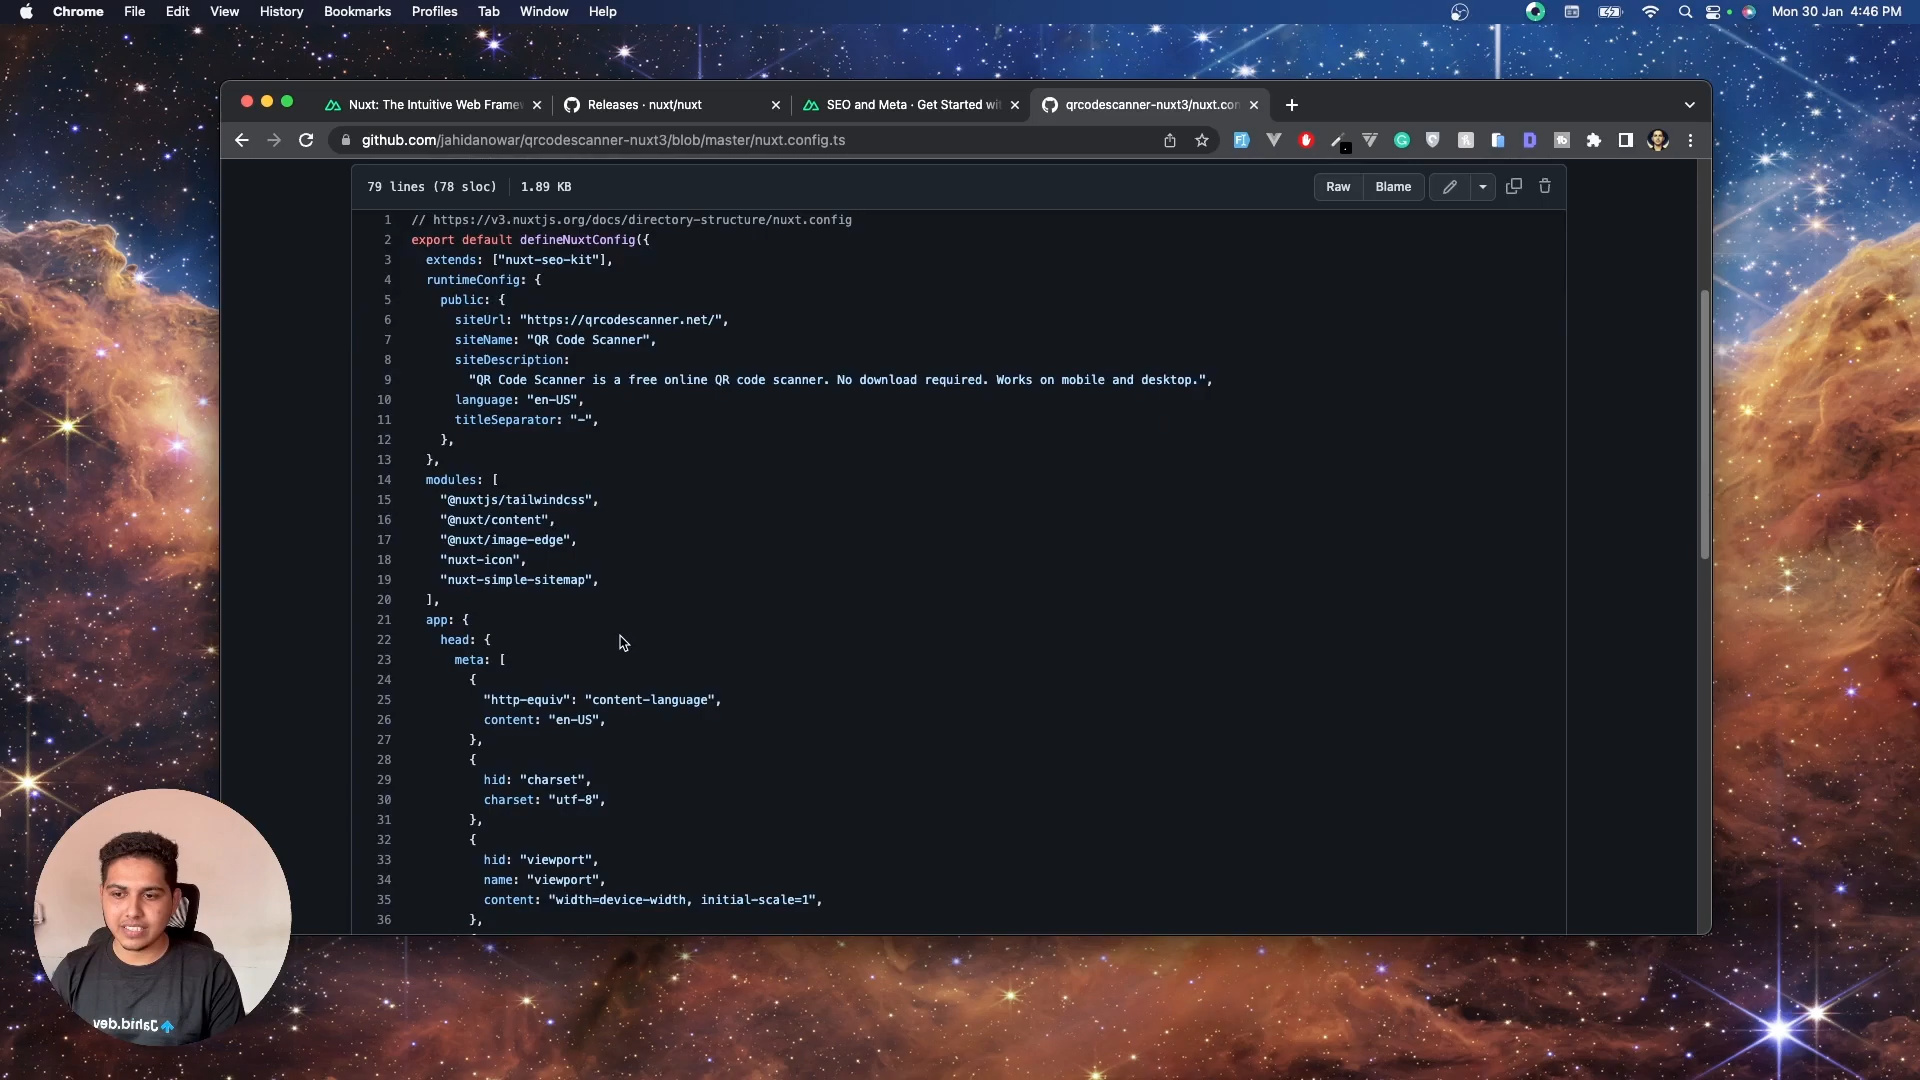 Chrome File Edit View History Bookmarks Profiles Tab Window Help Mon 30 Jan 4:46 PM
Nuxt: The Intuitive Web Framew Releases · nuxt/nuxt SEO and Meta · Get Started wit qrcodescanner-nuxt3/nuxt.con
github.com/jahidanowar/qrcodescanner-nuxt3/blob/master/nuxt.config.ts
79 lines (78 sloc) 1.89 KB Raw Blame
1 // https://v3.nuxtjs.org/docs/directory-structure/nuxt.config
2 export default defineNuxtConfig({
3 extends: ["nuxt-seo-kit"],
4 runtimeConfig: {
5 public: {
6 siteUrl: "https://qrcodescanner.net/",
7 siteName: "QR Code Scanner",
8 siteDescription:
9 "QR Code Scanner is a free online QR code scanner. No download required. Works on mobile and desktop.",
10 language: "en-US",
11 titleSeparator: "-",
12 },
13 },
14 modules: [
15 "@nuxtjs/tailwindcss",
16 "@nuxt/content",
17 "@nuxt/image-edge",
18 "nuxt-icon",
19 "nuxt-simple-sitemap",
20 ],
21 app: {
22 head: {
23 meta: [
24 {
25 "http-equiv": "content-language",
26 content: "en-US",
27 },
28 {
29 hid: "charset",
30 charset: "utf-8",
31 },
32 {
33 hid: "viewport",
34 name: "viewport",
35 content: "width=device-width, initial-scale=1",
36 },
Jahid.dev